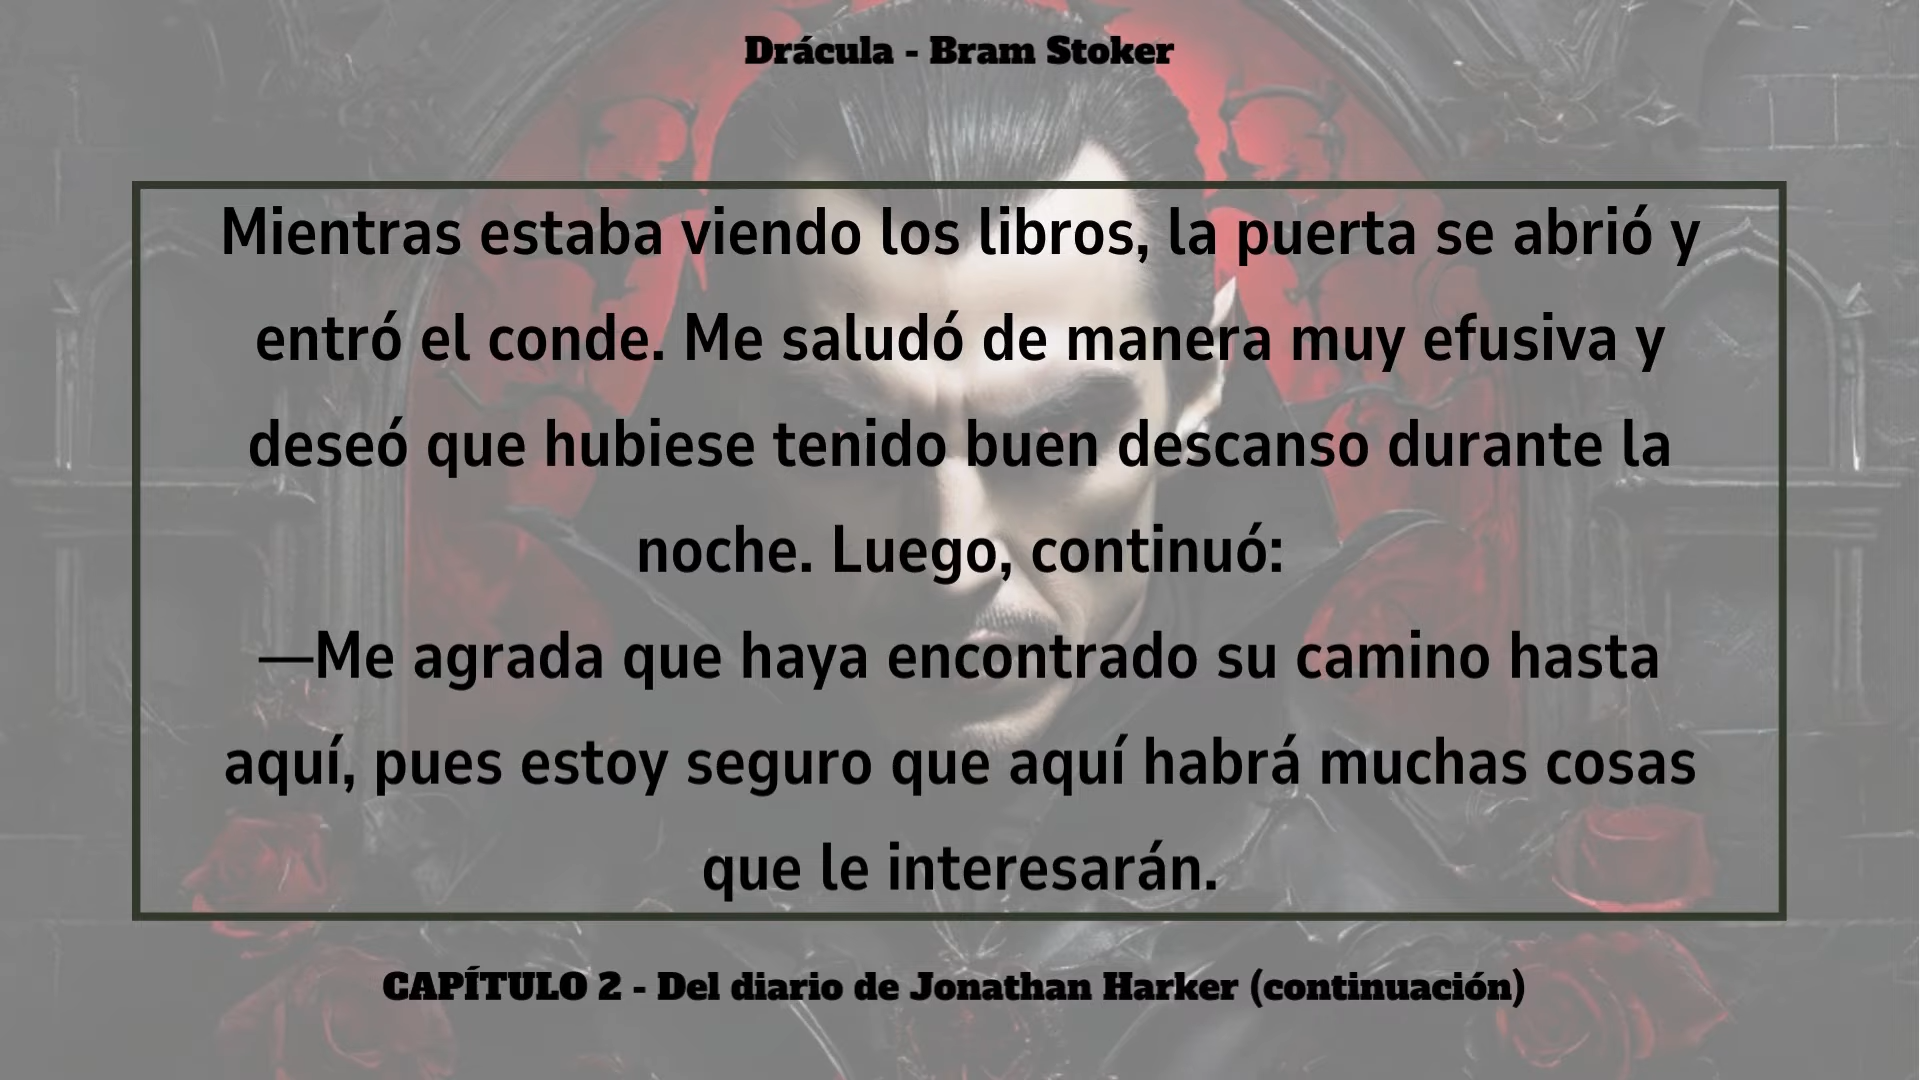 Drácula - Bram Stoker
Mientras estaba viendo los libros, la puerta se abrió y
entró el conde. Me saludó de manera muy efusiva y
deseó que hubiese tenido buen descanso durante la
noche. Luego, continuó:
—Me agrada que haya encontrado su camino hasta
aquí, pues estoy seguro que aquí habrá muchas cosas
que le interesarán.
CAPÍTULO 2 - Del diario de Jonathan Harker (continuación)